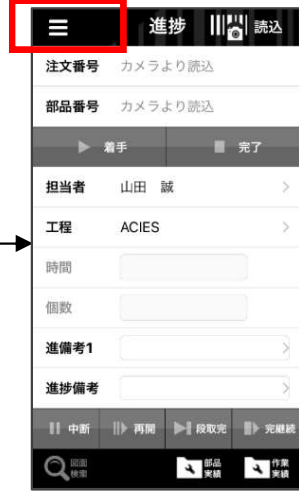 進捗 読込
注文番号 カメラより読込
部品番号 カメラより読込
着手 完了
担当者 山田 誠
工程 ACIES
時間
個数
進備考1
進捗備考
中断 再開 段取完 完継続
図面検索 部品実績 作業実績